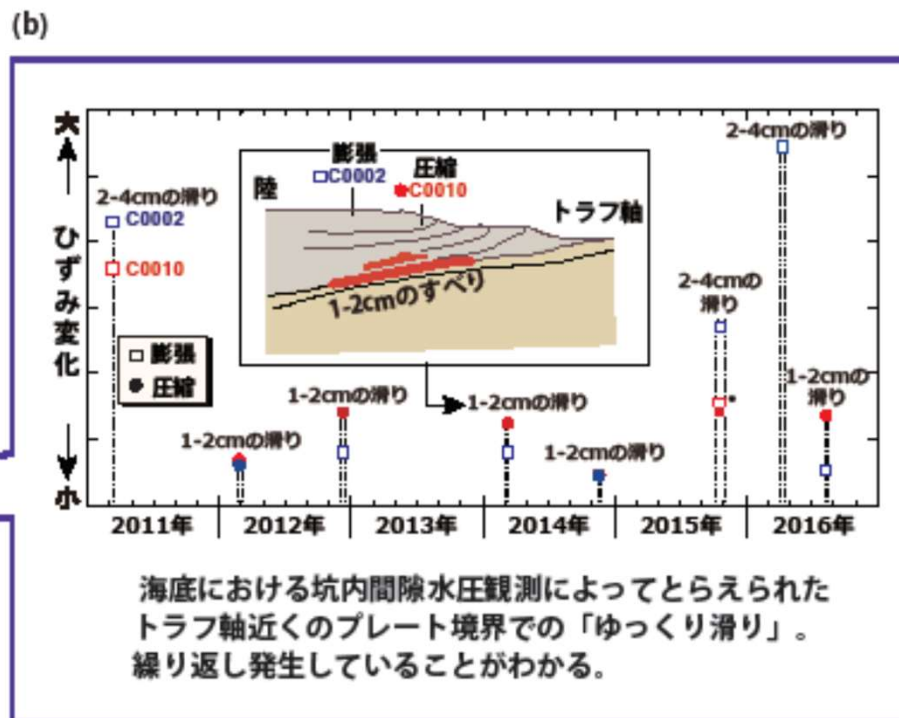 (b)
大
ひずみ変化
小
2-4cmの滑り
C0002
C0010
膨張
圧縮
1-2cmの滑り
1-2cmの滑り
膨張
C0002
圧縮
C0010
陸
トラフ軸
1-2cmのすべり
1-2cmの滑り
1-2cmの滑り
2-4cmの
滑り
2-4cmの滑り
1-2cmの
滑り
2011年 2012年 2013年 2014年 2015年 2016年
海底における坑内間隙水圧観測によってとらえられた
トラフ軸近くのプレート境界での「ゆっくり滑り」。
繰り返し発生していることがわかる。